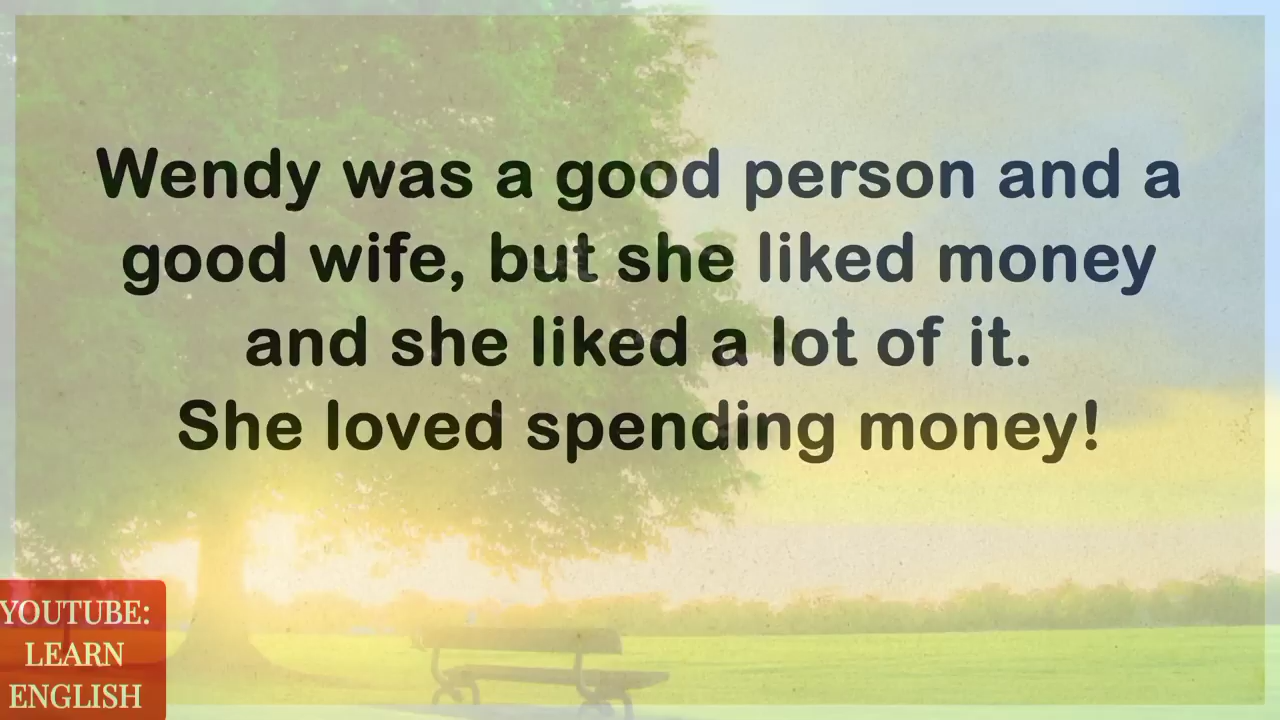 Wendy was a good person and a
good wife, but she liked money
and she liked a lot of it.
She loved spending money!
YOUTUBE:
LEARN
ENGLISH